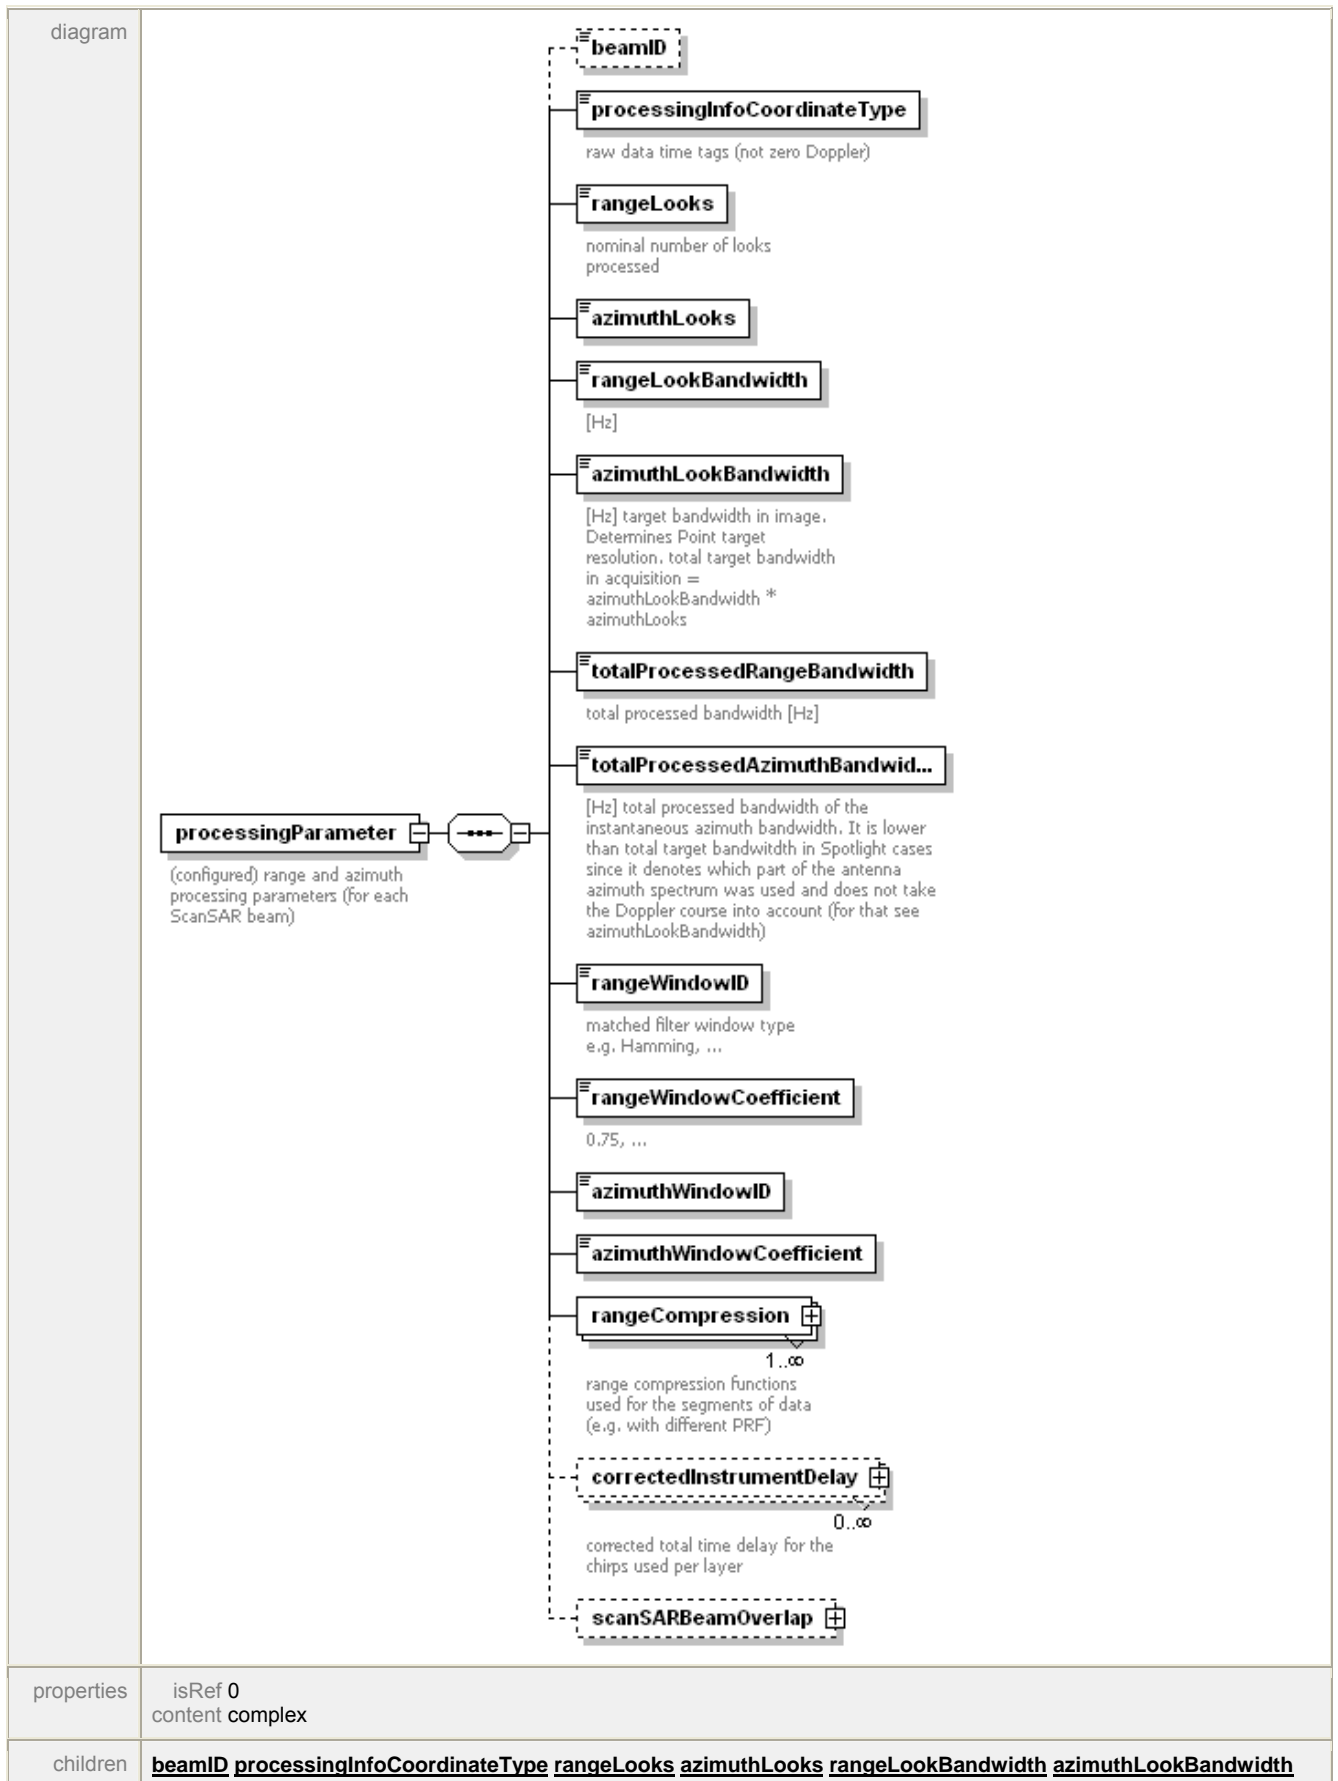 diagram
beamID
processingInfoCoordinateType
raw data time tags (not zero Doppler)
rangeLooks
nominal number of looks
processed
azimuthLooks
rangeLookBandwidth
[Hz]
azimuthLookBandwidth
[Hz] target bandwidth in image.
Determines Point target
resolution. total target bandwidth
in acquisition =
azimuthLookBandwidth *
azimuthLooks
totalProcessedRangeBandwidth
total processed bandwidth [Hz]
totalProcessedAzimuthBandwid...
[Hz] total processed bandwidth of the
instantaneous azimuth bandwidth. It is lower
than total target bandwitdth in Spotlight cases
since it denotes which part of the antenna
azimuth spectrum was used and does not take
the Doppler course into account (for that see
azimuthLookBandwidth)
processingParameter
(configured) range and azimuth
processing parameters (for each
ScanSAR beam)
rangeWindowID
matched filter window type
e.g. Hamming, ...
rangeWindowCoefficient
0.75, ...
azimuthWindowID
azimuthWindowCoefficient
rangeCompression
1..∞
range compression functions
used for the segments of data
(e.g. with different PRF)
correctedInstrumentDelay
0..∞
corrected total time delay for the
chirps used per layer
scanSARBeamOverlap
properties
isRef 0
content complex
children
beamID processingInfoCoordinateType rangeLooks azimuthLooks rangeLookBandwidth azimuthLookBandwidth